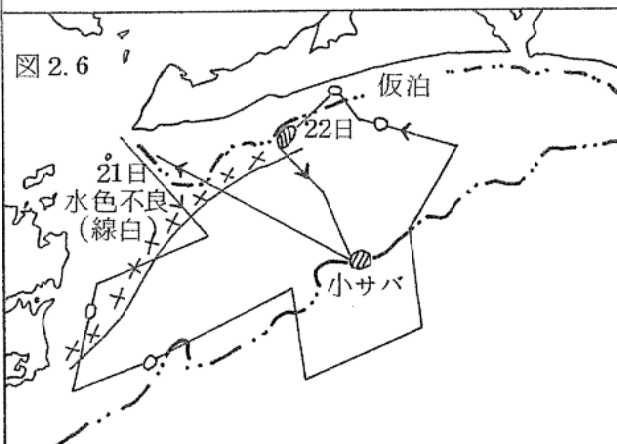 図2.6
仮泊
22日
21日
水色不良
(線白)
小サバ